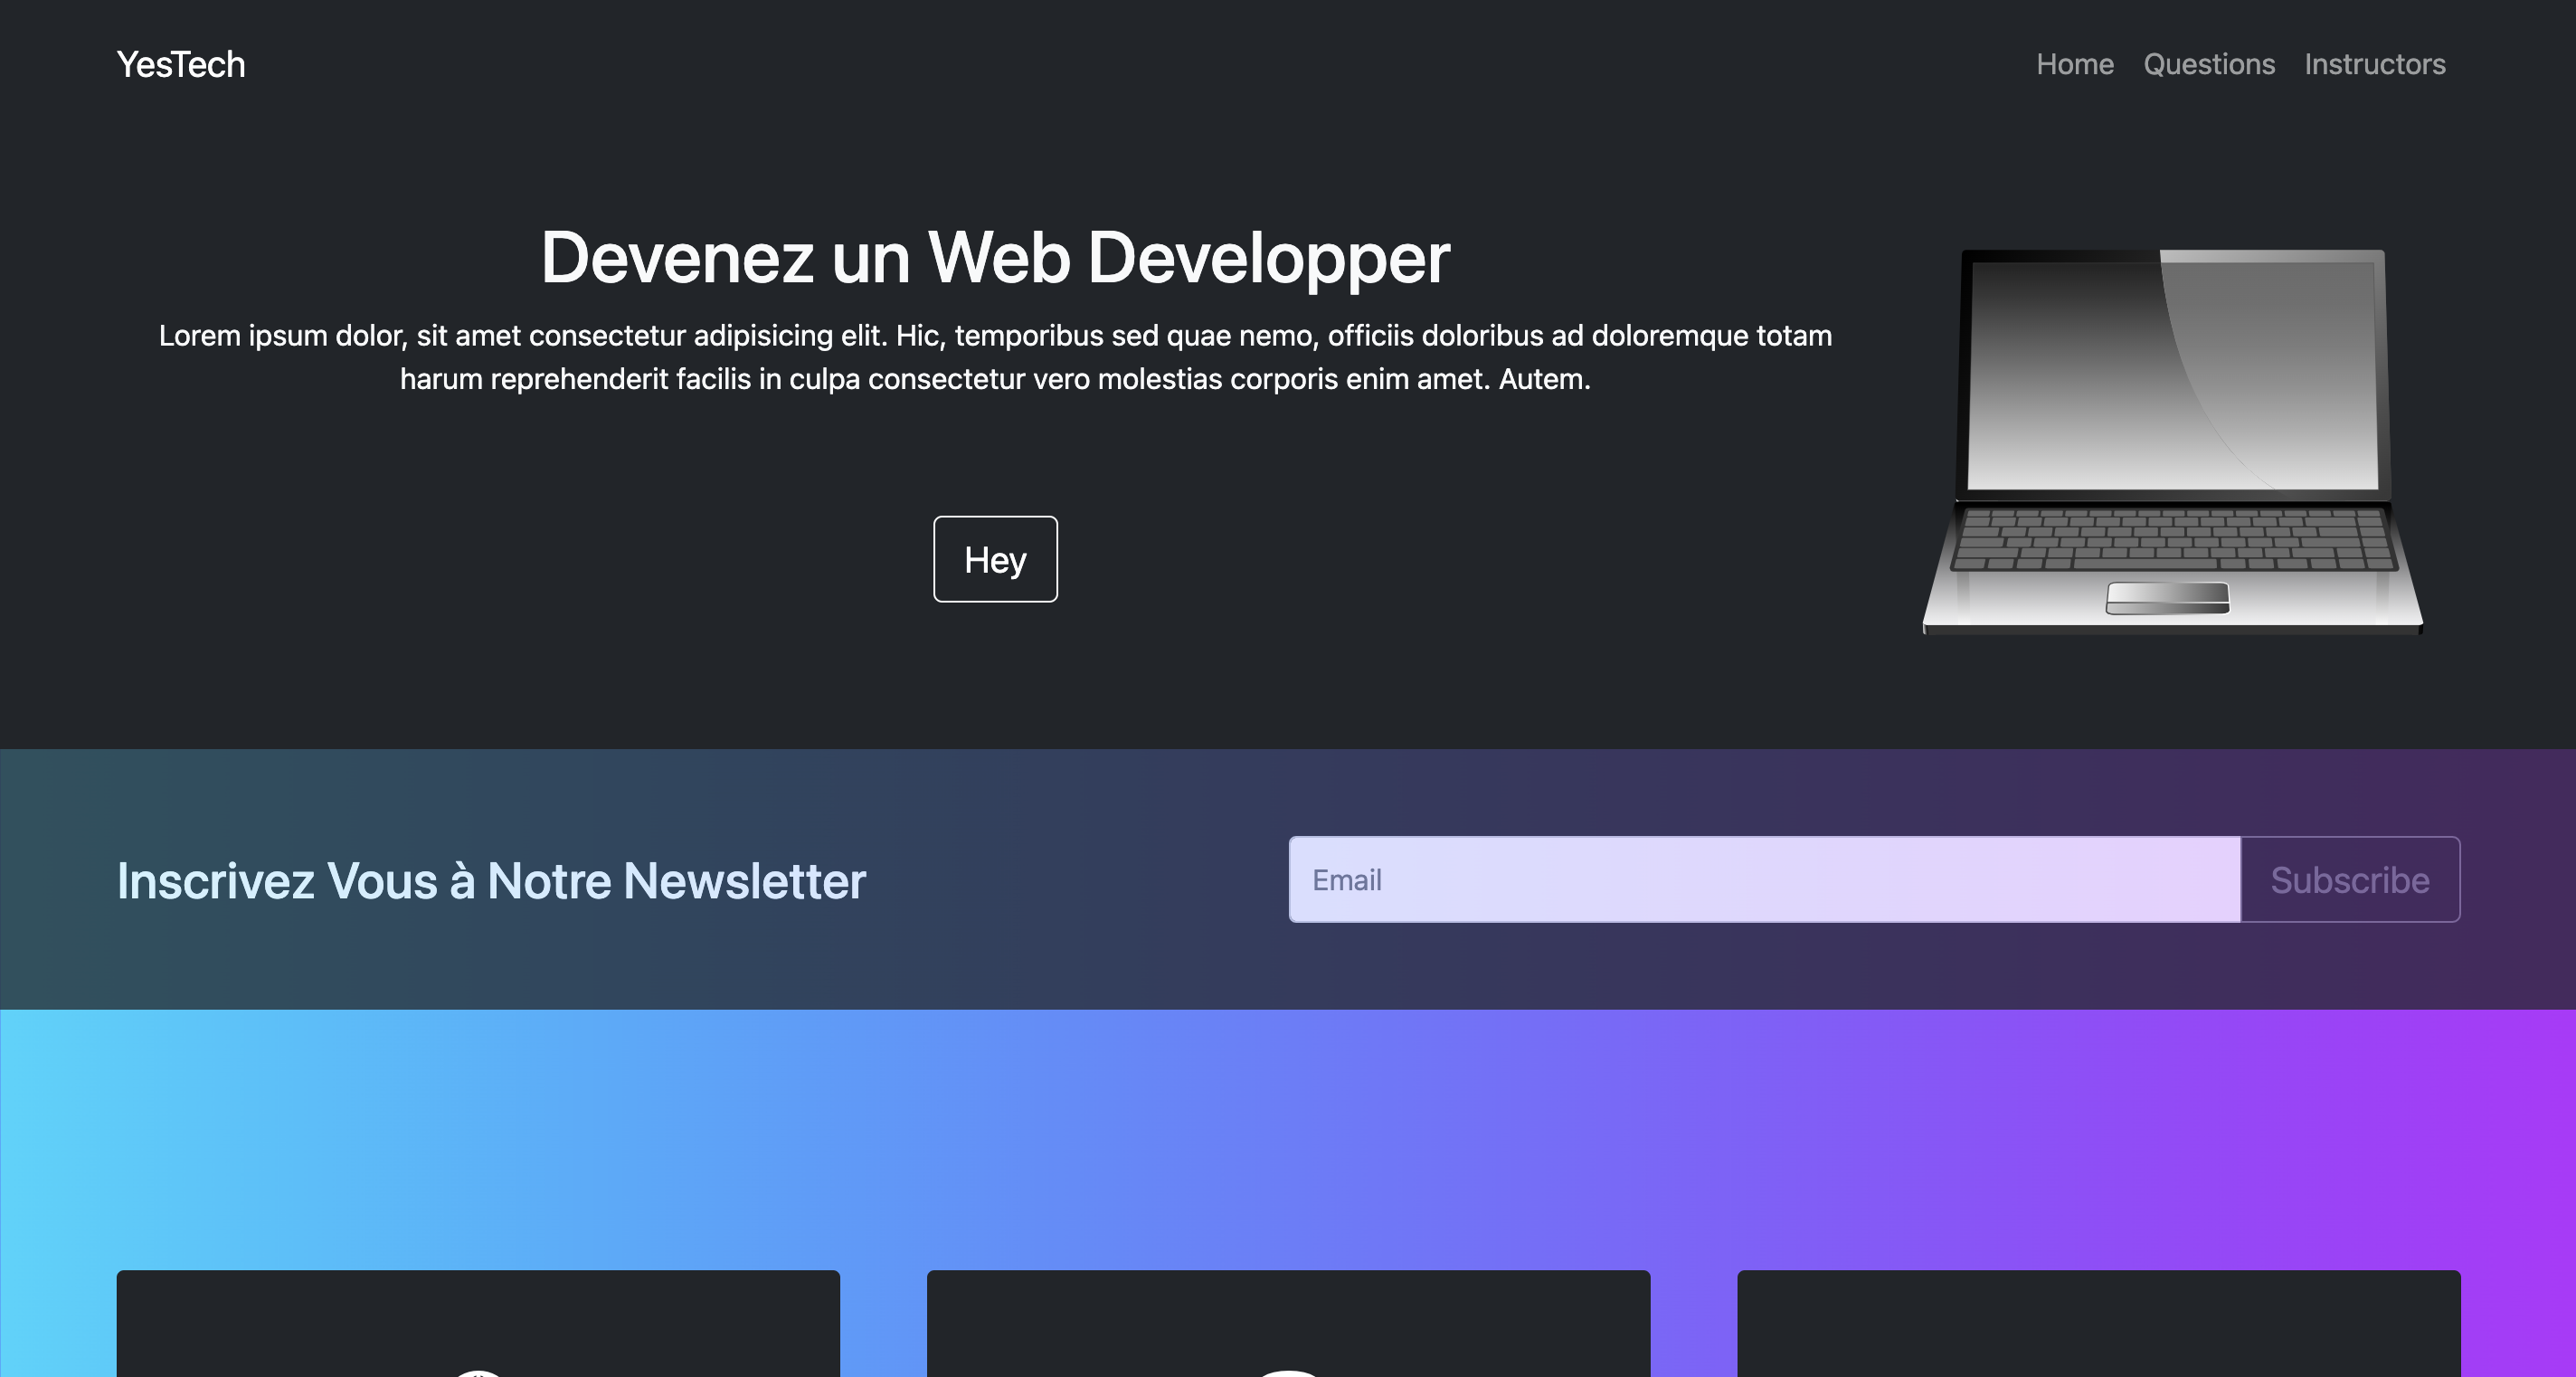 YesTech
Home Questions Instructors
Devenez un Web Developper
Lorem ipsum dolor, sit amet consectetur adipisicing elit. Hic, temporibus sed quae nemo, officiis doloribus ad doloremque totam
harum reprehenderit facilis in culpa consectetur vero molestias corporis enim amet. Autem.
Hey
Inscrivez Vous à Notre Newsletter
Email
Subscribe